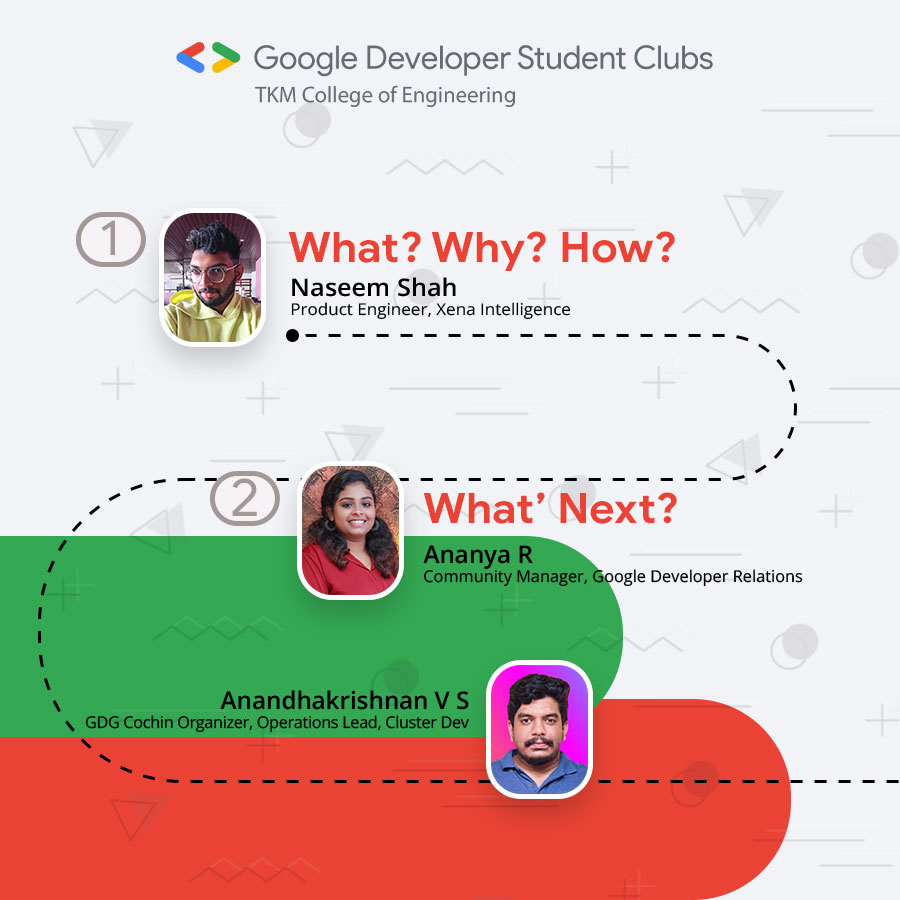 Google Developer Student Clubs
TKM College of Engineering
1
What? Why? How?
Naseem Shah
Product Engineer, Xena Intelligence
2
What’ Next?
Ananya R
Community Manager, Google Developer Relations
Anandhakrishnan V S
GDG Cochin Organizer, Operations Lead, Cluster Dev